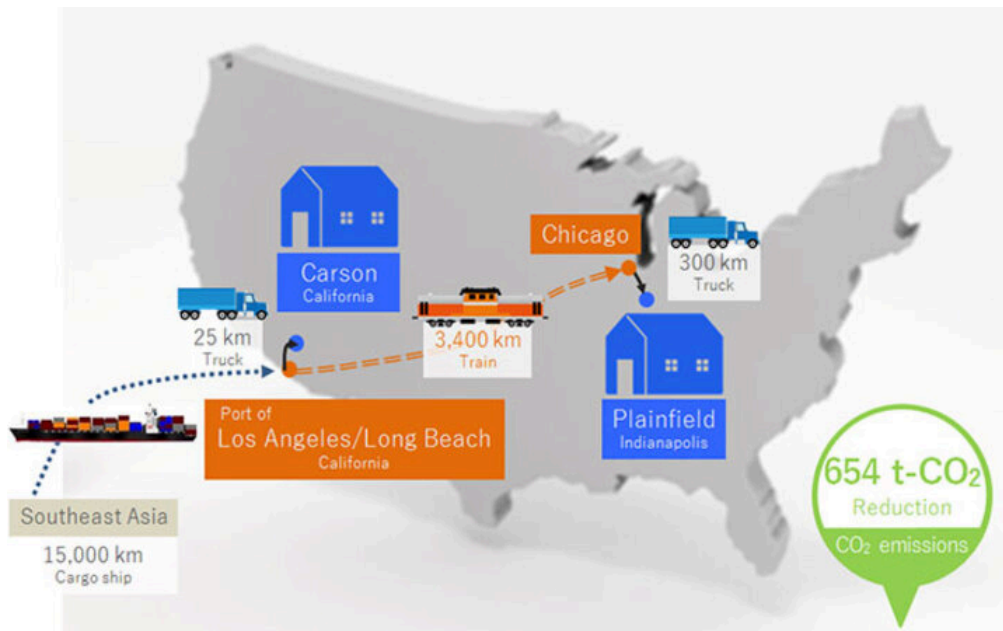 Carson
California
25 km
Truck
Chicago
300 km
Truck
3,400 km
Train
Port of
Los Angeles/Long Beach
California
Plainfield
Indianapolis
Southeast Asia
15,000 km
Cargo ship
654 t-CO₂
Reduction
CO₂ emissions